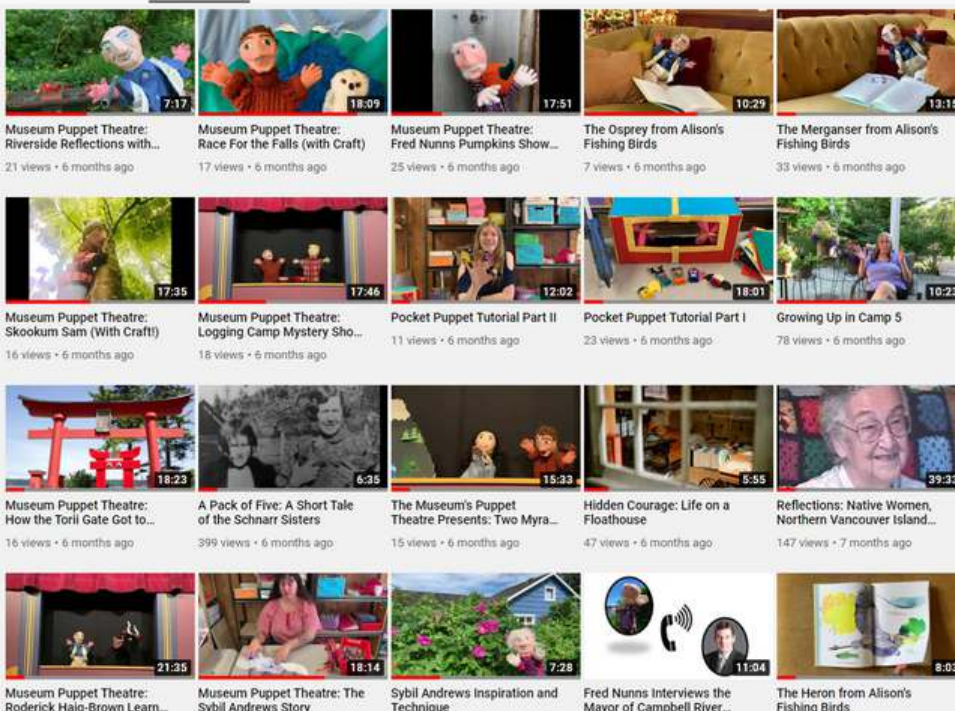 7:17
18:09
17:51
10:29
13:15
Museum Puppet Theatre:
Riverside Reflections with...
21 views • 6 months ago
Museum Puppet Theatre:
Race For the Falls (with Craft)
17 views • 6 months ago
Museum Puppet Theatre:
Fred Nunns Pumpkins Show...
25 views • 6 months ago
The Osprey from Alison's
Fishing Birds
7 views • 6 months ago
The Merganser from Alison's
Fishing Birds
33 views • 6 months ago
17:35
17:46
12:02
18:01
10:23
Museum Puppet Theatre:
Skookum Sam (With Craft!)
16 views • 6 months ago
Museum Puppet Theatre:
Logging Camp Mystery Sho...
18 views • 6 months ago
Pocket Puppet Tutorial Part II
11 views • 6 months ago
Pocket Puppet Tutorial Part I
23 views • 6 months ago
Growing Up in Camp 5
78 views • 6 months ago
18:23
6:35
15:33
5:55
39:33
Museum Puppet Theatre:
How the Torii Gate Got to...
16 views • 6 months ago
A Pack of Five: A Short Tale
of the Schnarr Sisters
399 views • 6 months ago
The Museum's Puppet
Theatre Presents: Two Myra...
15 views • 6 months ago
Hidden Courage: Life on a
Floathouse
47 views • 6 months ago
Reflections: Native Women,
Northern Vancouver Island...
147 views • 7 months ago
21:35
18:14
7:28
11:04
8:03
Museum Puppet Theatre:
Roderick Haig-Brown Learn...
Museum Puppet Theatre: The
Sybil Andrews Story
Sybil Andrews Inspiration and
Technique
Fred Nunns Interviews the
Mayor of Campbell River...
The Heron from Alison's
Fishing Birds